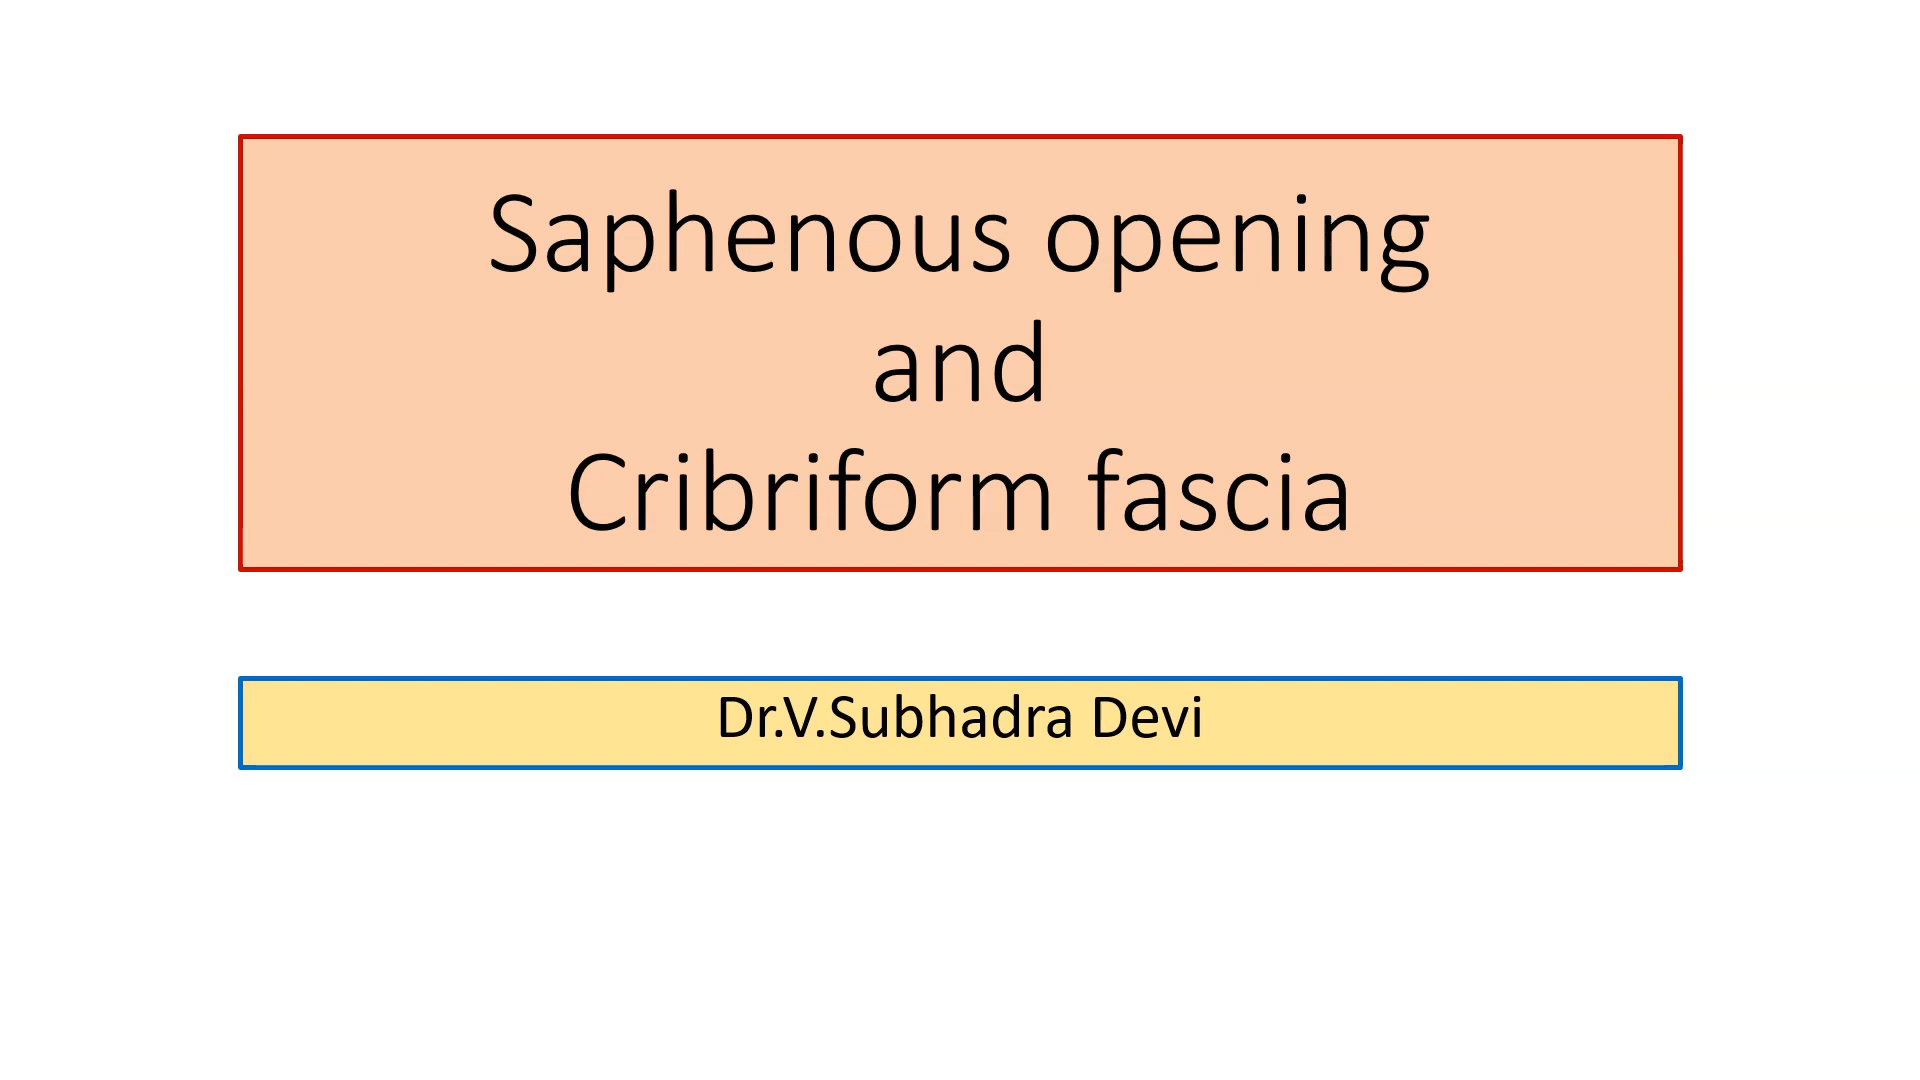 Saphenous opening
and
Cribriform fascia
Dr.V.Subhadra Devi